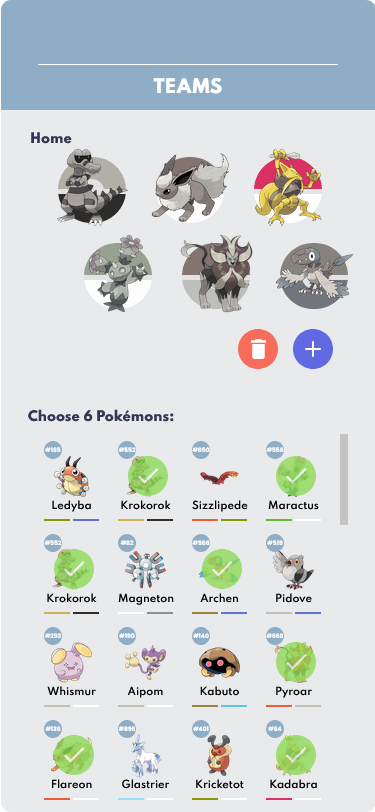 TEAMS
Home
Choose 6 Pokémons:
#165 #552 #850 #556
Ledyba Krokorok Sizzlipede Maractus
#552 #82 #566 #519
Krokorok Magneton Archen Pidove
#293 #190 #140 #668
Whismur Aipom Kabuto Pyroar
#136 #896 #401 #64
Flareon Glastrier Kricketot Kadabra